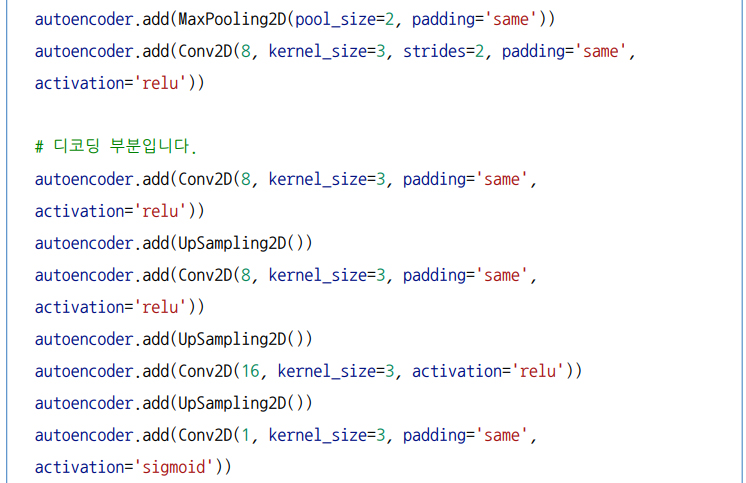 autoencoder.add(MaxPooling2D(pool_size=2, padding='same'))
autoencoder.add(Conv2D(8, kernel_size=3, strides=2, padding='same',
activation='relu'))
# 디코딩 부분입니다.
autoencoder.add(Conv2D(8, kernel_size=3, padding='same',
activation='relu'))
autoencoder.add(UpSampling2D())
autoencoder.add(Conv2D(8, kernel_size=3, padding='same',
activation='relu'))
autoencoder.add(UpSampling2D())
autoencoder.add(Conv2D(16, kernel_size=3, activation='relu'))
autoencoder.add(UpSampling2D())
autoencoder.add(Conv2D(1, kernel_size=3, padding='same',
activation='sigmoid'))